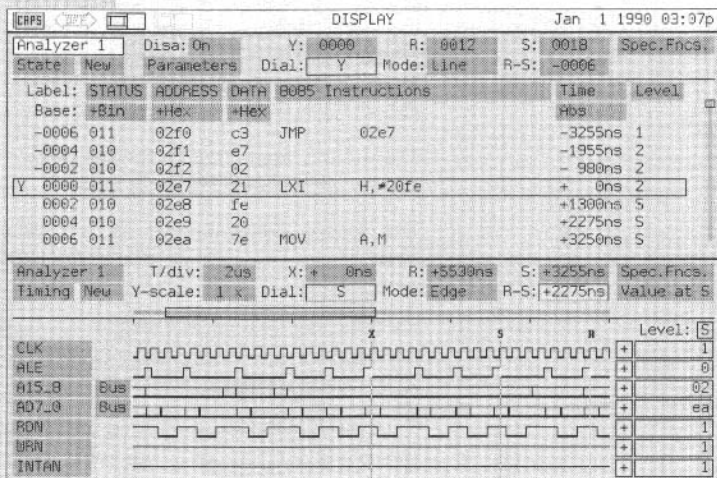 CAPS DISPLAY Jan 1 1990 03:07p
Analyzer 1 Disa: On Y: 0000 R: 0012 S: 0018 Spec.Fncs.
State New Parameters Dial: Y Mode: Line R-S: -0006
Label: STATUS ADDRESS DATA 8085 Instructions Time Level
Base: +Bin +Hex +Hex Abs
-0006 011 02f0 c3 JMP 02e7 -3255ns 1
-0004 010 02f1 e7 -1955ns 2
-0002 010 02f2 02 - 980ns 2
Y 0000 011 02e7 21 LXI H,≠20fe + 0ns 2
0002 010 02e8 fe +1300ns S
0004 010 02e9 20 +2275ns S
0006 011 02ea 7e MOV A,M +3250ns S
Analyzer 1 T/div: 2us X: + 0ns R: +5530ns S: +3255ns Spec.Fncs.
Timing New Y-scale: 1 x Dial: S Mode: Edge R-S: +2275ns Value at S
X S R Level: S
CLK + 1
ALE + 0
A15_8 Bus + 02
AD7_0 Bus + ea
RDN + 1
WRN + 1
INTAN + 1